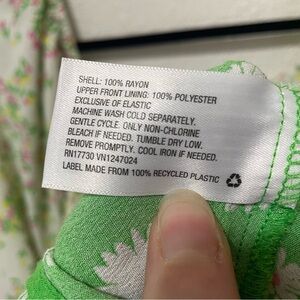 SHELL: 100% RAYON
UPPER FRONT LINING: 100% POLYESTER
EXCLUSIVE OF ELASTIC
MACHINE WASH COLD SEPARATELY.
GENTLE CYCLE. ONLY NON-CHLORINE
BLEACH IF NEEDED. TUMBLE DRY LOW.
REMOVE PROMPTLY. COOL IRON IF NEEDED.
RN17730 VN1247024
LABEL MADE FROM 100% RECYCLED PLASTIC